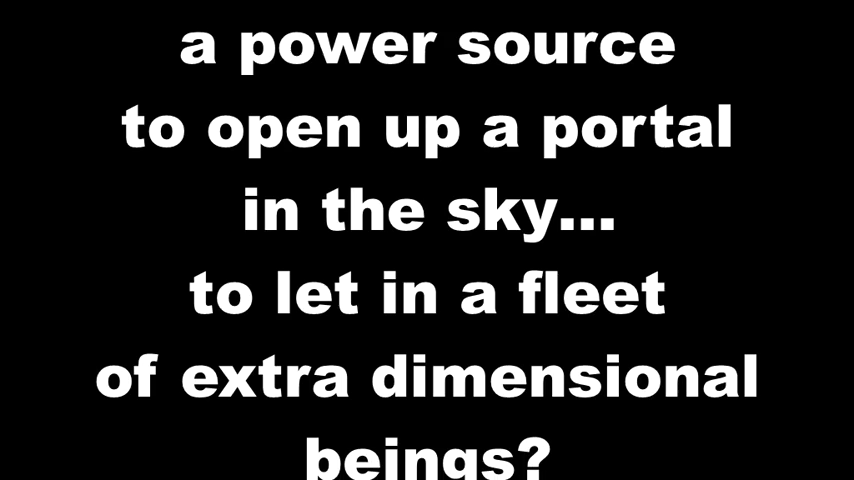 a power source
to open up a portal
in the sky...
to let in a fleet
of extra dimensional
beings?